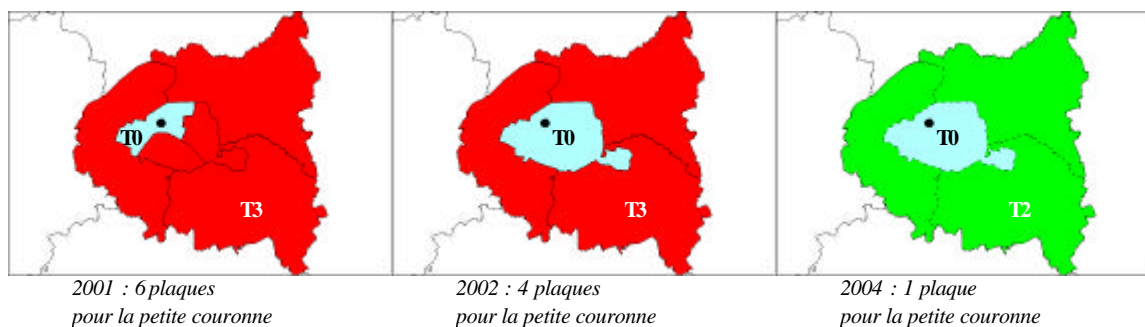 T0
T3
T0
T3
T0
T2
2001 : 6 plaques
pour la petite couronne
2002 : 4 plaques
pour la petite couronne
2004 : 1 plaque
pour la petite couronne